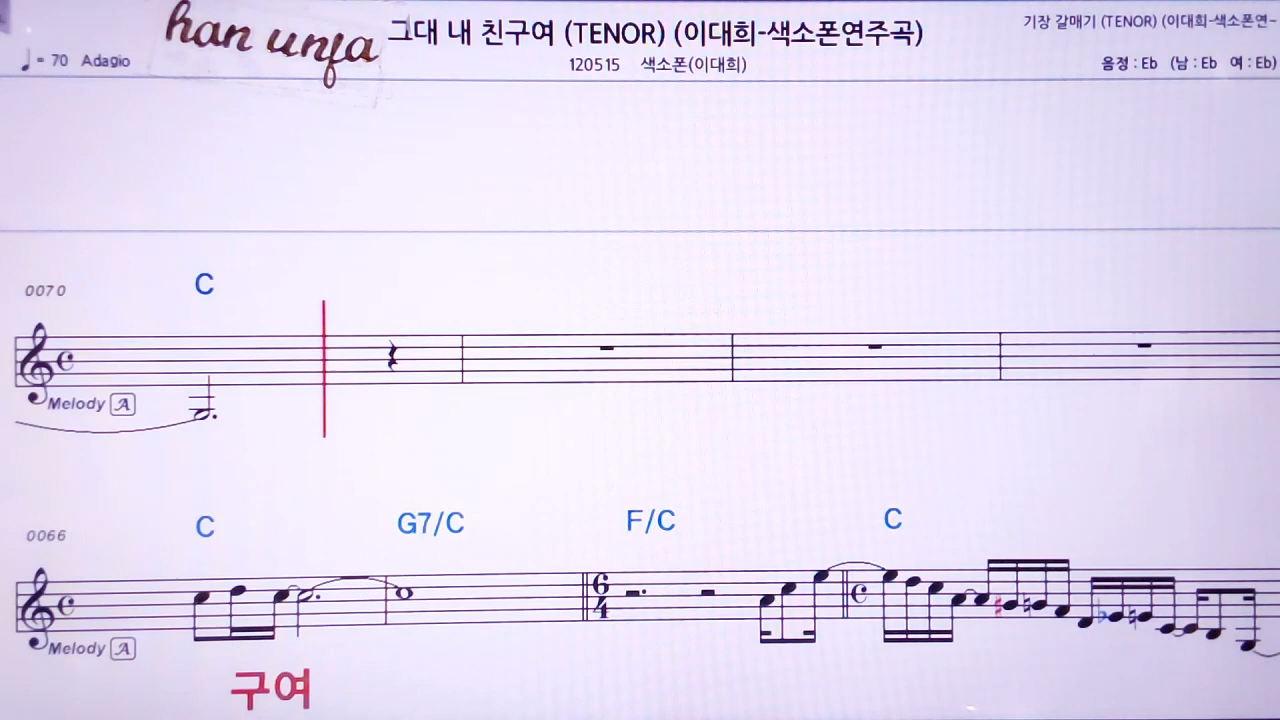 han unfa
그대 내 친구여 (TENOR) (이대희-색소폰연주곡)
기장 갈매기 (TENOR) (이대희-색소폰연-
= 70 Adagio
120515 색소폰(이대희)
음정 : Eb (남 : Eb 여 : Eb)
C
0070
Melody A
C G7/C F/C C
0066
6
4
Melody A
구여